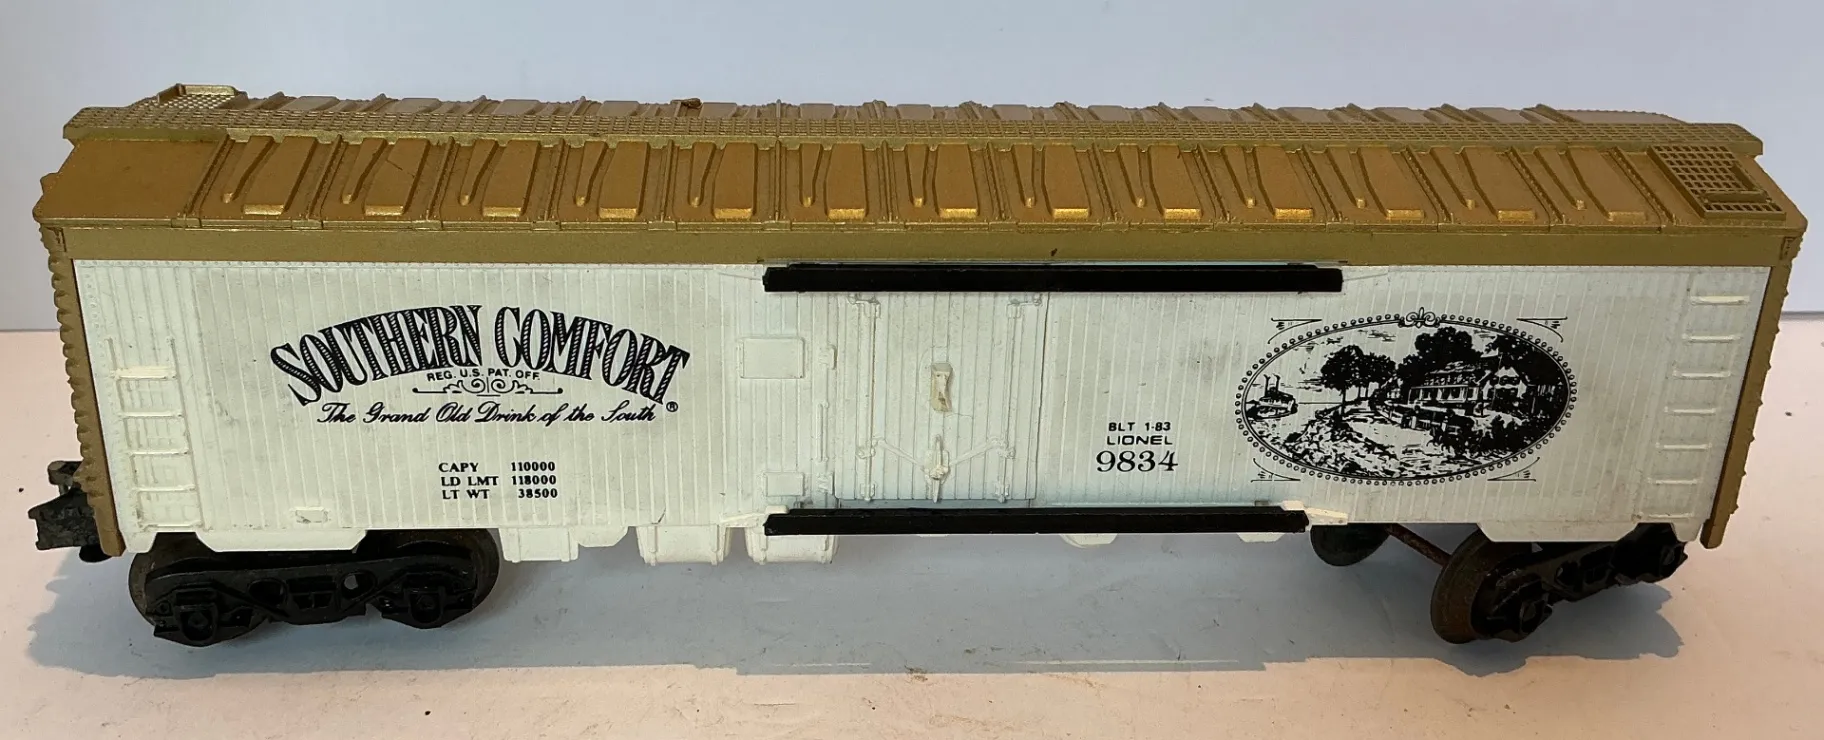 SOUTHERN COMFORT
REG. U.S. PAT. OFF.
The Grand Old Drink of the South ®
CAPY 110000
LD LMT 118000
LT WT 38500
BLT 1-83
LIONEL
9834